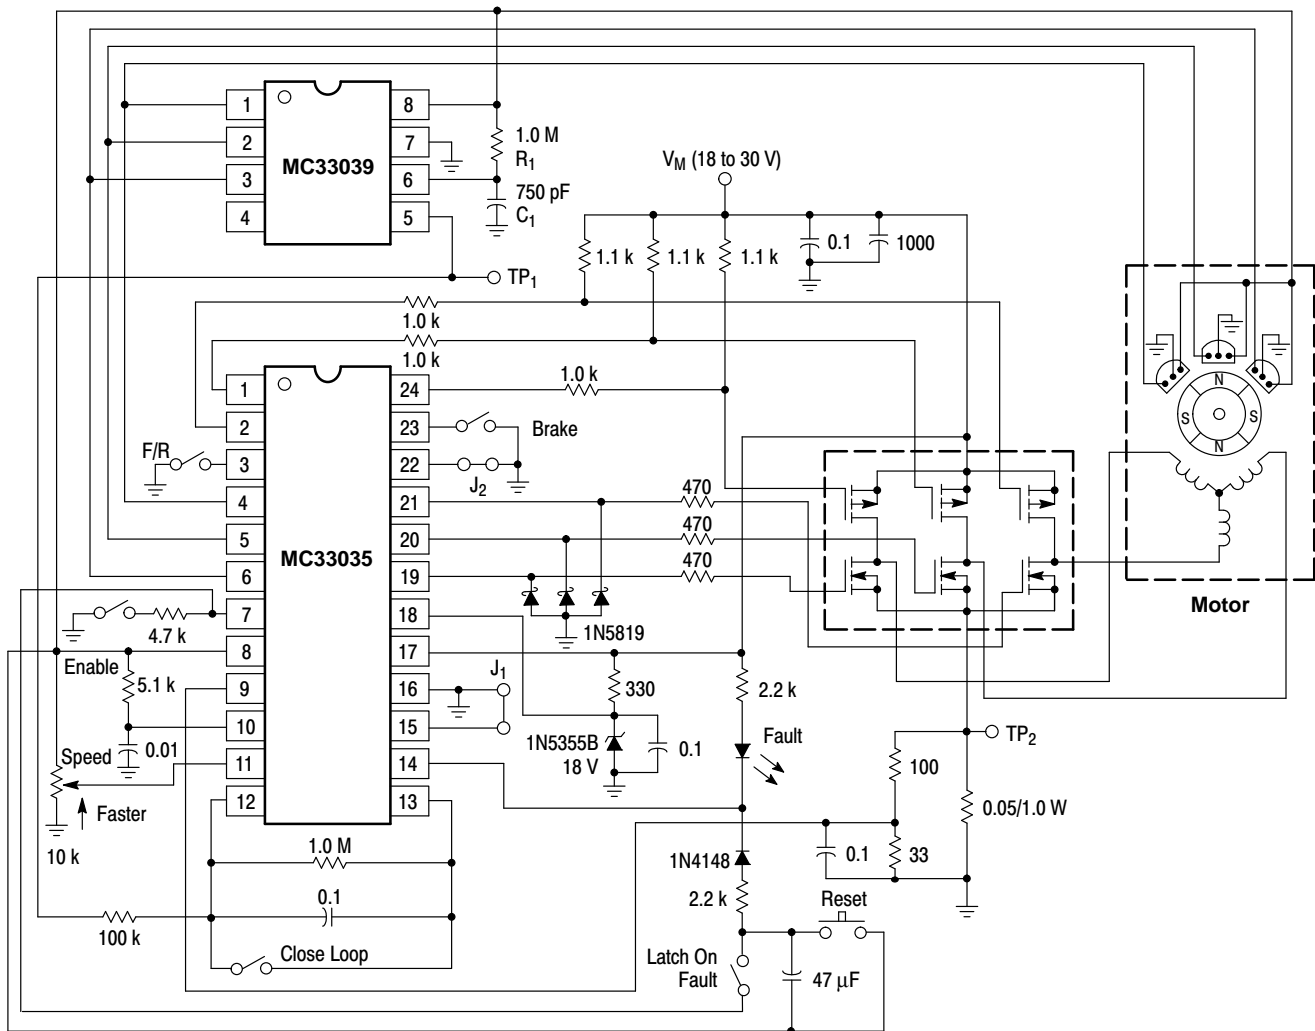 1
2
3
4
MC33039
8
7
6
5
1.0 M
R1
750 pF
C1
TP1
VM (18 to 30 V)
1.1 k
1.1 k
1.1 k
0.1
1000
1.0 k
1.0 k
1.0 k
1
2
3
4
5
6
7
8
9
10
11
12
MC33035
24
23
22
21
20
19
18
17
16
15
14
13
F/R
Brake
J2
470
470
470
1N5819
4.7 k
Enable
5.1 k
0.01
Speed
Faster
10 k
J1
330
1N5355B
18 V
0.1
2.2 k
Fault
TP2
100
0.05/1.0 W
33
0.1
1N4148
2.2 k
Reset
Latch On
Fault
47 μF
1.0 M
0.1
100 k
Close Loop
N
S
S
N
Motor